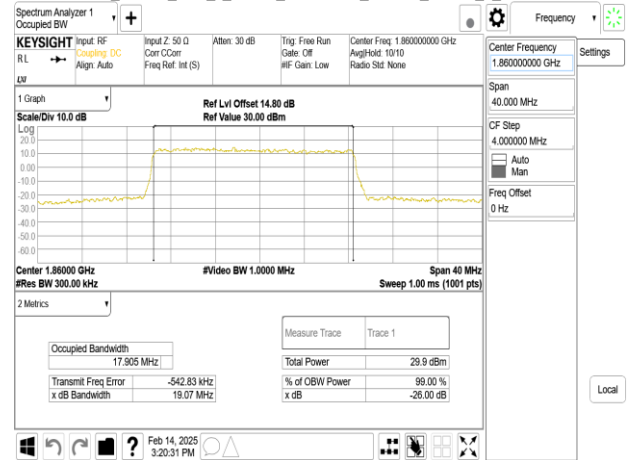 Spectrum Analyzer 1
Occupied BW
Frequency
KEYSIGHT
RL
Input: RF
Coupling: DC
Align: Auto
Input Z: 50 Ω
Corr CCorr
Freq Ref: Int (S)
Atten: 30 dB
Trig: Free Run
Gate: Off
#IF Gain: Low
Center Freq: 1.860000000 GHz
Avg|Hold: 10/10
Radio Std: None
LXI
Center Frequency
1.860000000 GHz
Settings
Span
40.000 MHz
CF Step
4.000000 MHz
Auto
Man
Freq Offset
0 Hz
Local
1 Graph
Scale/Div 10.0 dB
Ref Lvl Offset 14.80 dB
Ref Value 30.00 dBm
Log
20.0
10.0
0.00
-10.0
-20.0
-30.0
-40.0
-50.0
-60.0
Center 1.86000 GHz
#Video BW 1.0000 MHz
Span 40 MHz
#Res BW 300.00 kHz
Sweep 1.00 ms (1001 pts)
2 Metrics
Measure Trace
Trace 1
Occupied Bandwidth
17.905 MHz
Total Power
29.9 dBm
Transmit Freq Error
-542.83 kHz
% of OBW Power
99.00 %
x dB Bandwidth
19.07 MHz
x dB
-26.00 dB
Feb 14, 2025
3:20:31 PM